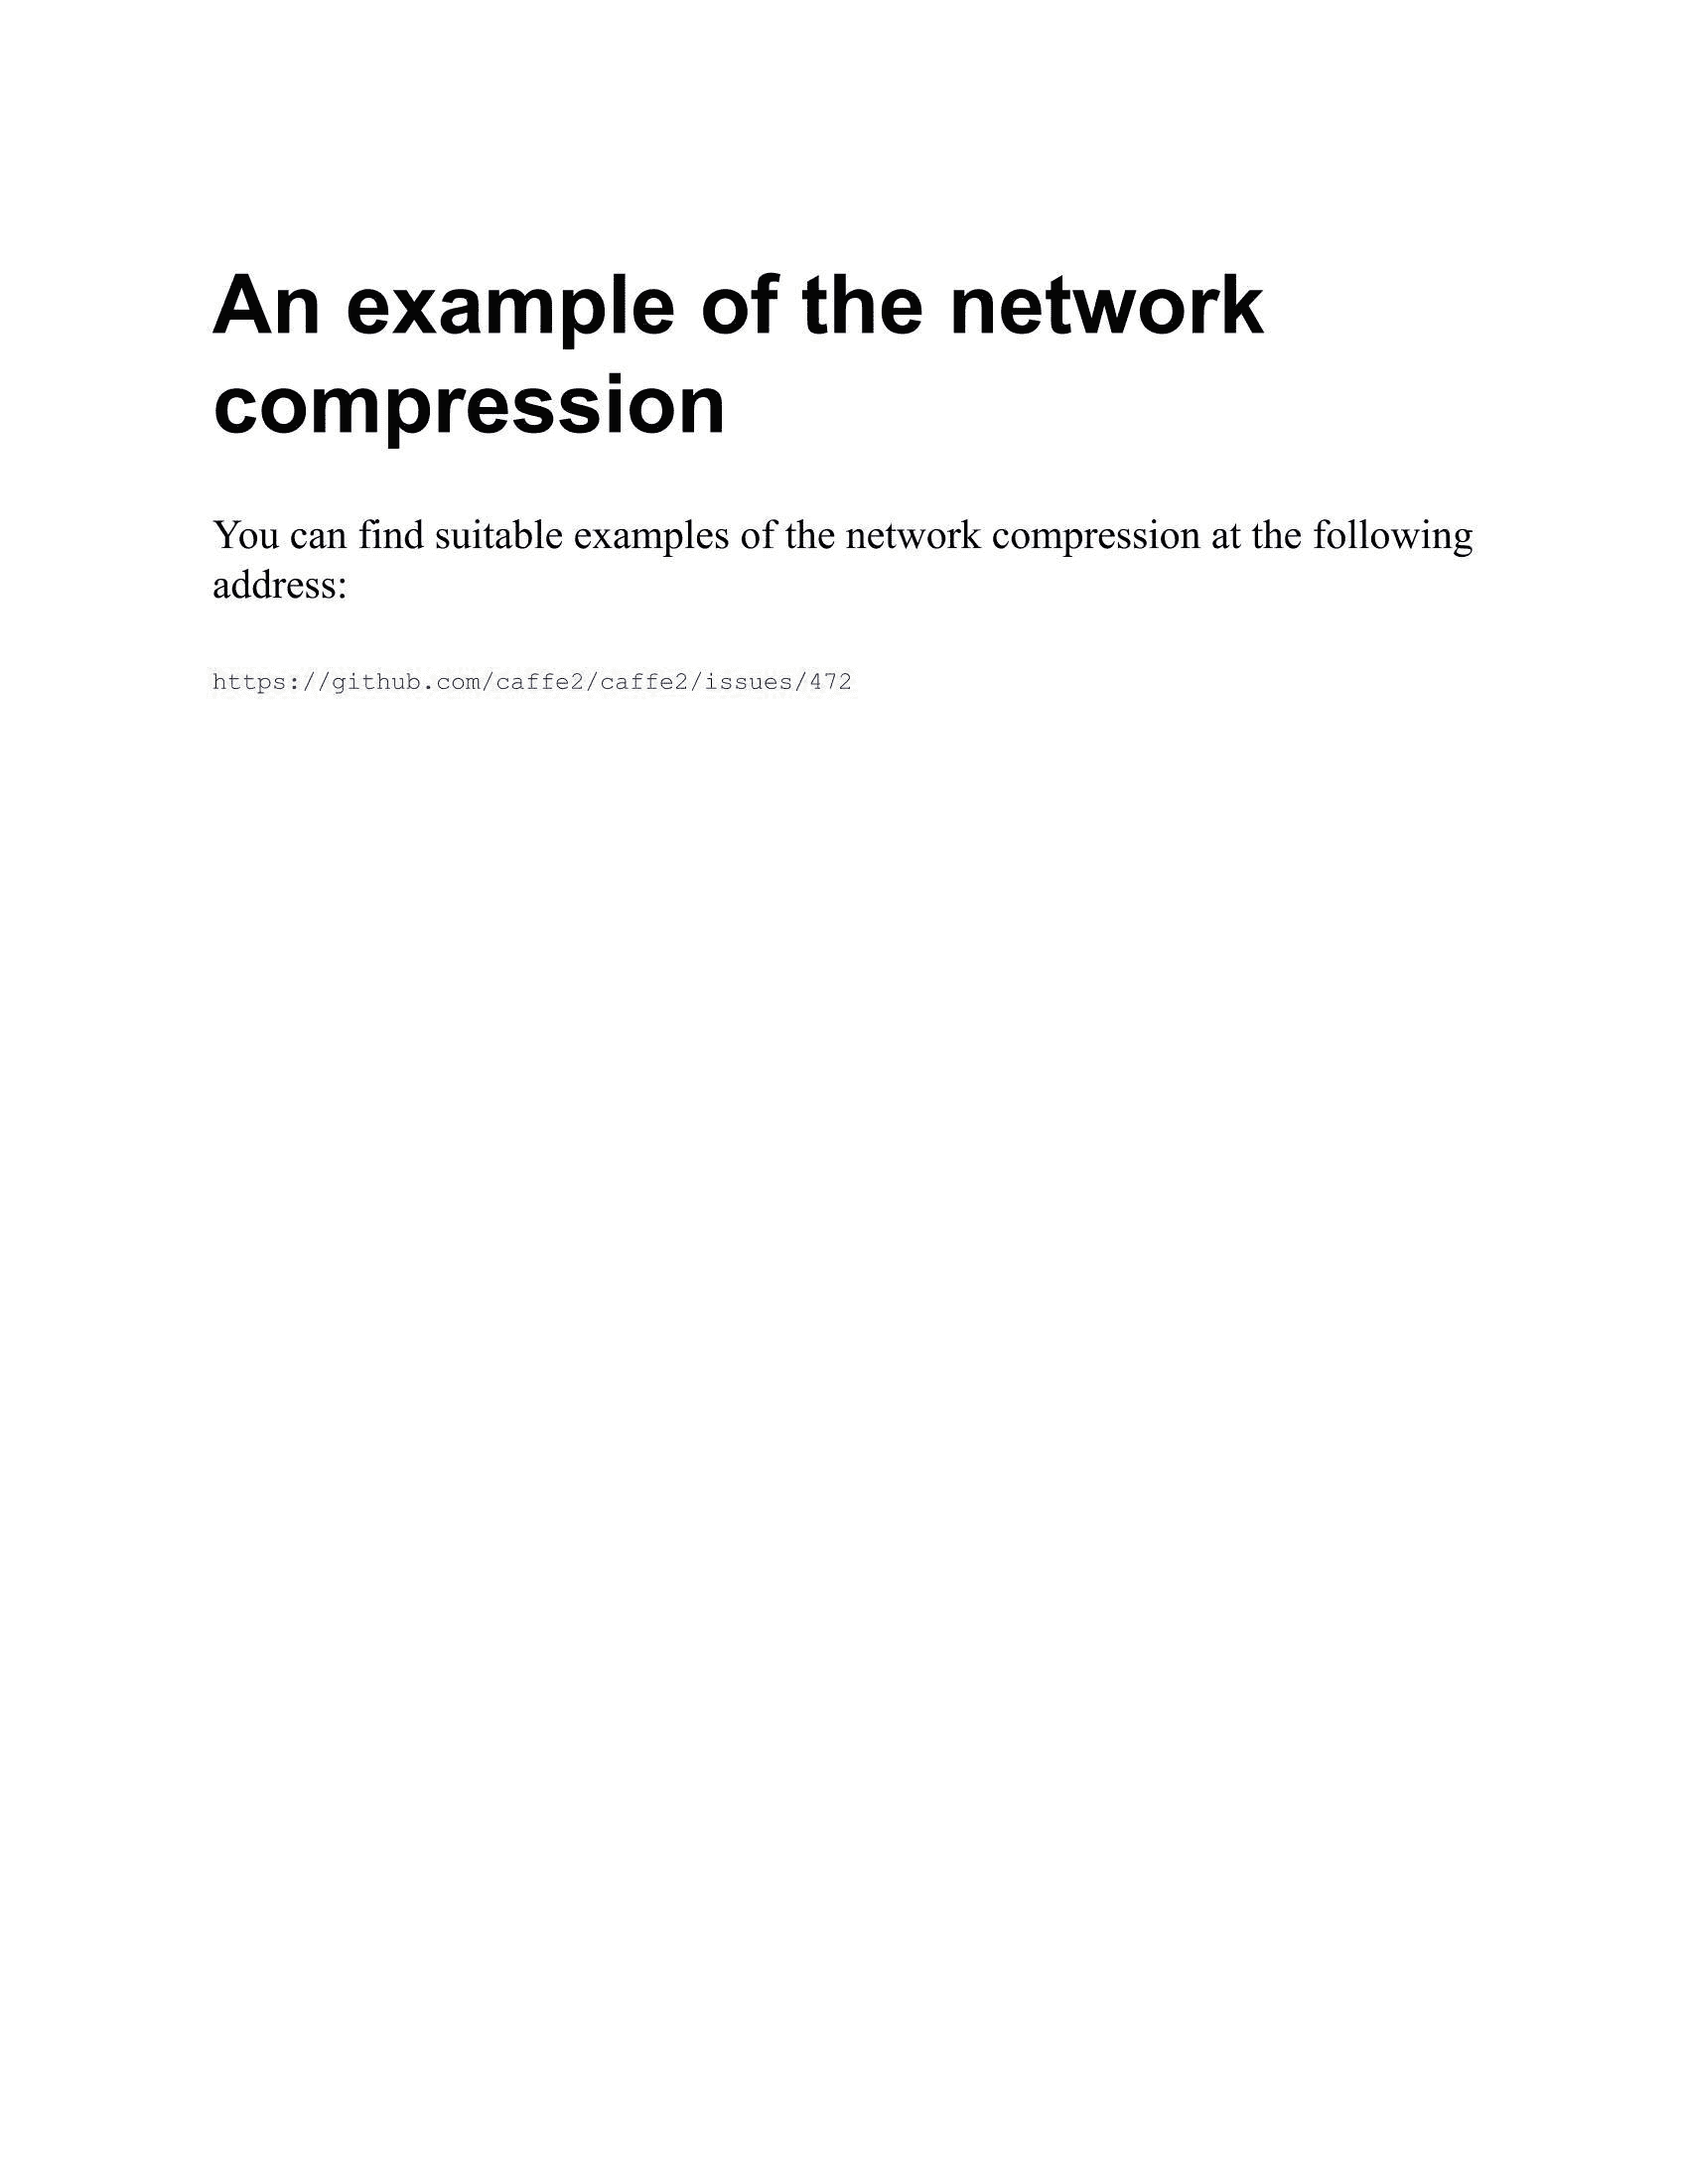 An example of the network
compression
You can find suitable examples of the network compression at the following
address:
https://github.com/caffe2/caffe2/issues/472